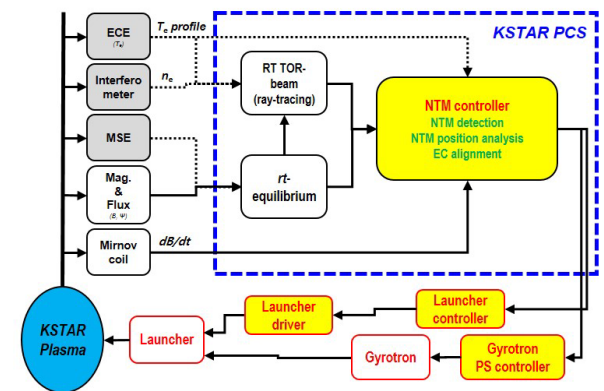 ECE
(Te)
Te profile
KSTAR PCS
Interfero
meter
ne
RT TOR-
beam
(ray-tracing)
NTM controller
NTM detection
NTM position analysis
EC alignment
MSE
Mag.
&
Flux
(B, Ψ)
rt-
equilibrium
Mirnov
coil
dB/dt
KSTAR
Plasma
Launcher
Launcher
driver
Launcher
controller
Gyrotron
Gyrotron
PS controller